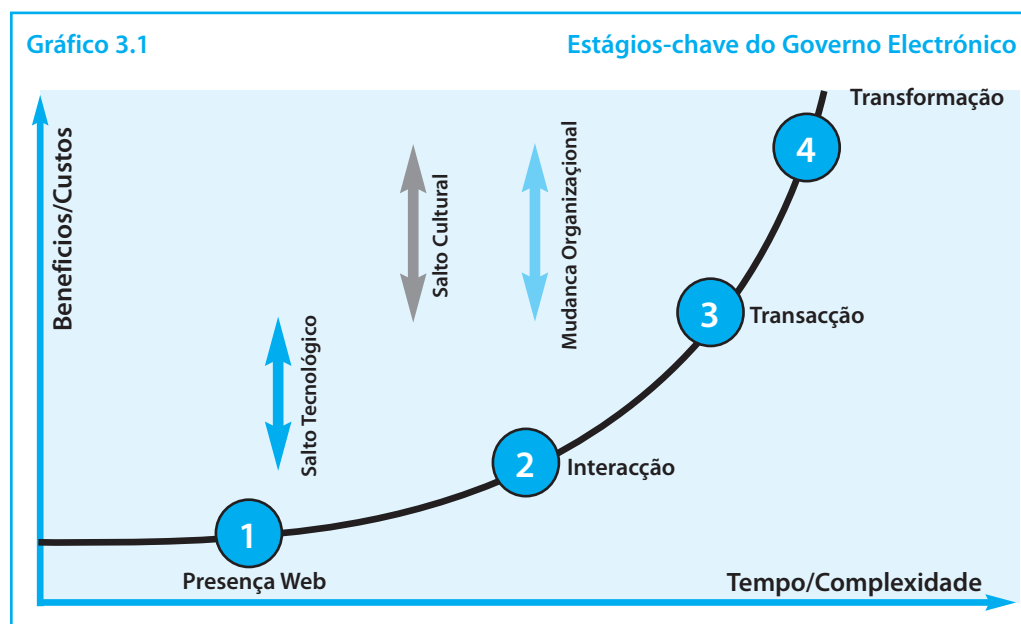 Gráfico 3.1
Estágios-chave do Governo Electrónico
Benefícios/Custos
Transformação
4
Salto Cultural
Mudanca Organizaçional
3
Transacção
Salto Tecnológico
2
Interacção
1
Presença Web
Tempo/Complexidade